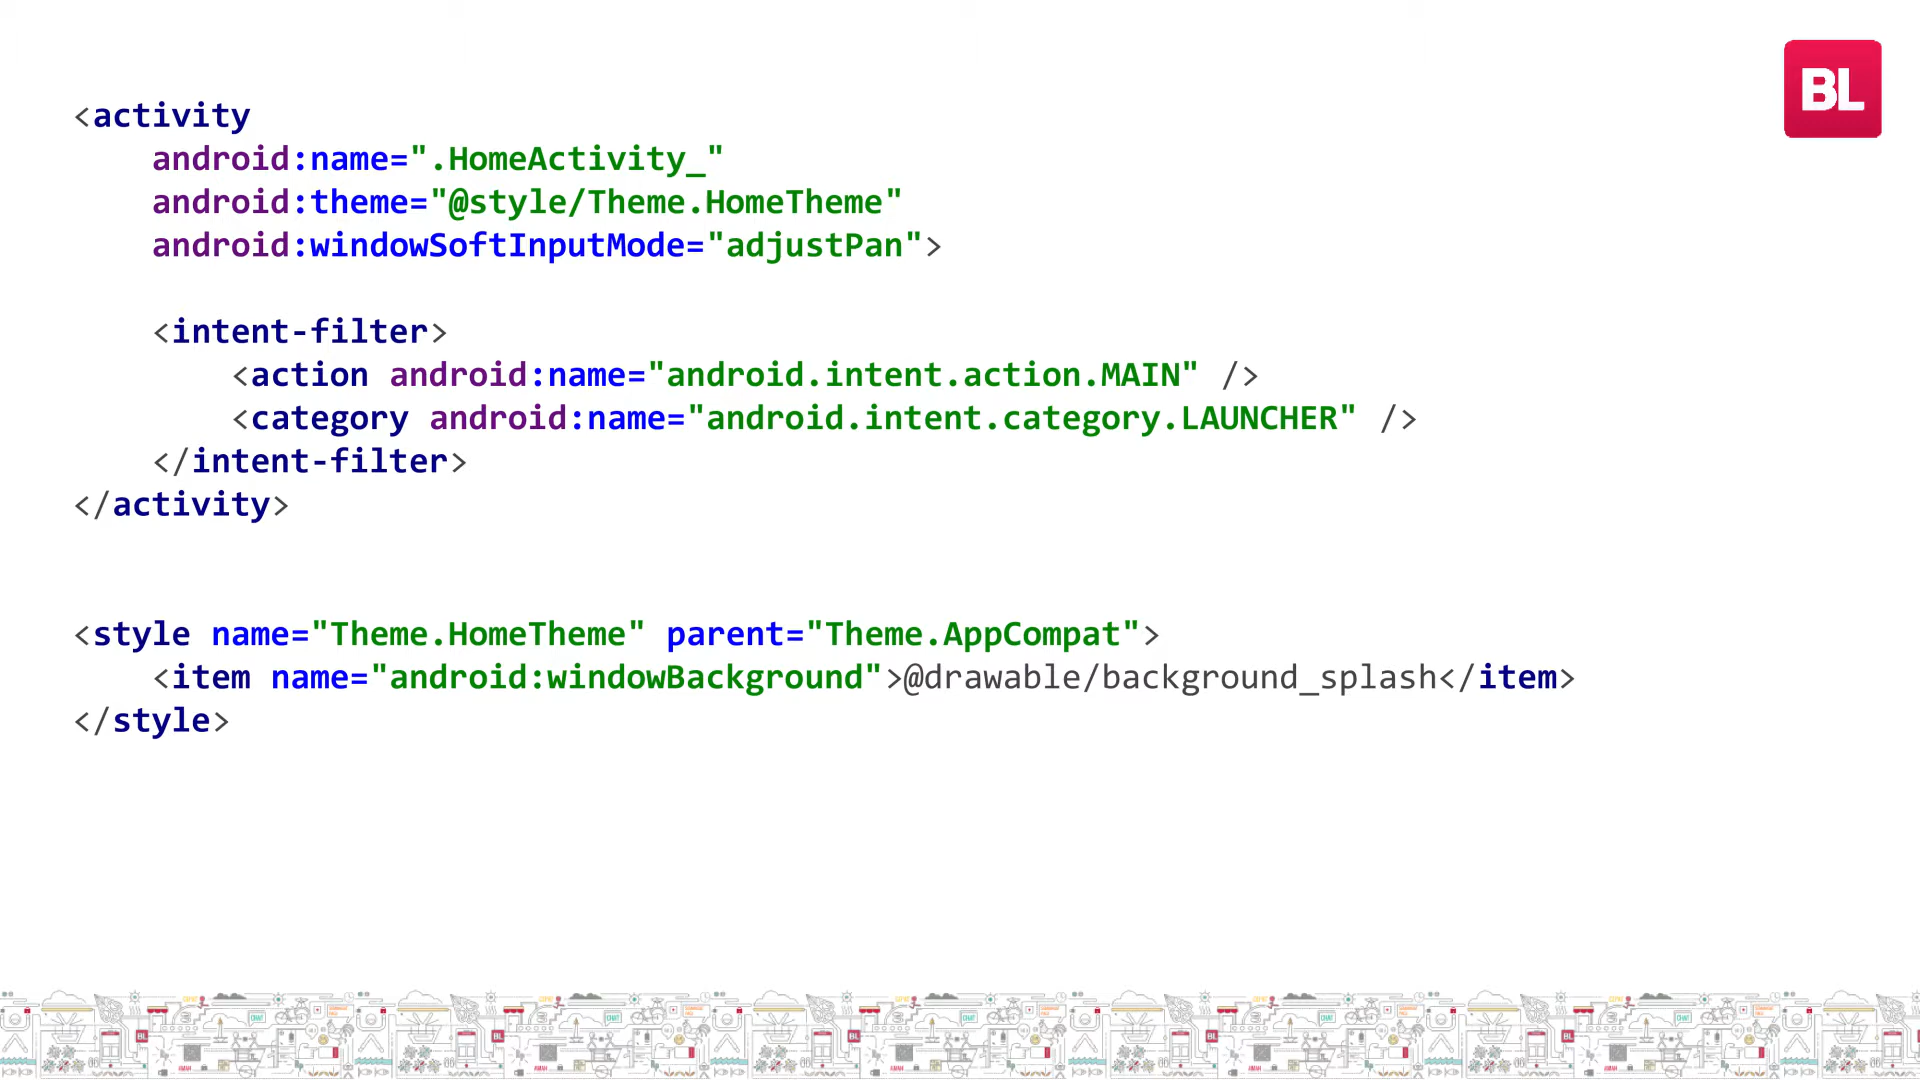 BL
<activity
    android:name=".HomeActivity_"
    android:theme="@style/Theme.HomeTheme"
    android:windowSoftInputMode="adjustPan">
    <intent-filter>
        <action android:name="android.intent.action.MAIN" />
        <category android:name="android.intent.category.LAUNCHER" />
    </intent-filter>
</activity>
<style name="Theme.HomeTheme" parent="Theme.AppCompat">
    <item name="android:windowBackground">@drawable/background_splash</item>
</style>